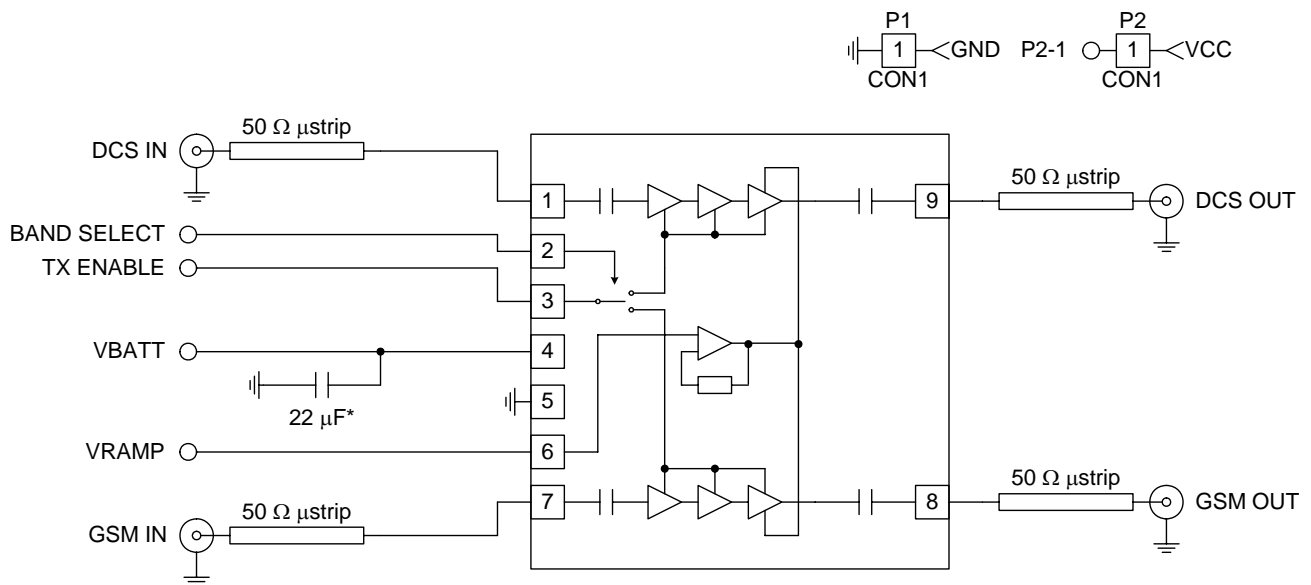 P1
P2
1
GND
P2-1
1
VCC
CON1
CON1
50 Ω μstrip
DCS IN
1
9
50 Ω μstrip
DCS OUT
BAND SELECT
2
TX ENABLE
3
VBATT
4
22 μF*
5
VRAMP
6
7
8
50 Ω μstrip
GSM OUT
50 Ω μstrip
GSM IN